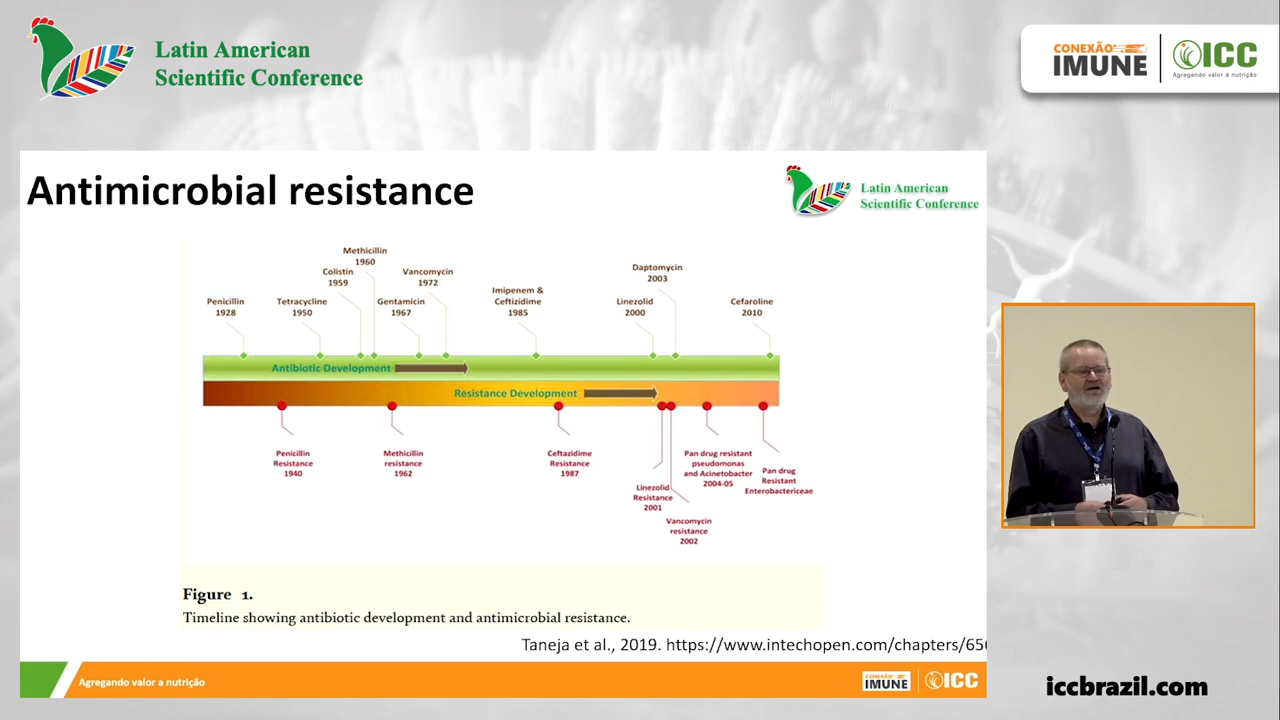 Latin American
Scientific Conference
CONEXÃO
IMUNE
ICC
Agregando valor à nutrição
Antimicrobial resistance
Latin American
Scientific Conference
Methicillin
1960
Colistin
1959
Vancomycin
1972
Daptomycin
2003
Imipenem &
Ceftizidime
1985
Penicillin
1928
Tetracycline
1950
Gentamicin
1967
Linezolid
2000
Cefaroline
2010
Antibiotic Development
Resistance Development
Penicillin
Resistance
1940
Methicillin
resistance
1962
Ceftazidime
Resistance
1987
Linezolid
Resistance
2001
Vancomycin
resistance
2002
Pan drug resistant
pseudomonas
and Acinetobacter
2004-05
Pan drug
Resistant
Enterobactericeae
Figure 1.
Timeline showing antibiotic development and antimicrobial resistance.
Taneja et al., 2019. https://www.intechopen.com/chapters/65
Agregando valor a nutrição
CONEXÃO
IMUNE
ICC
iccbrazil.com